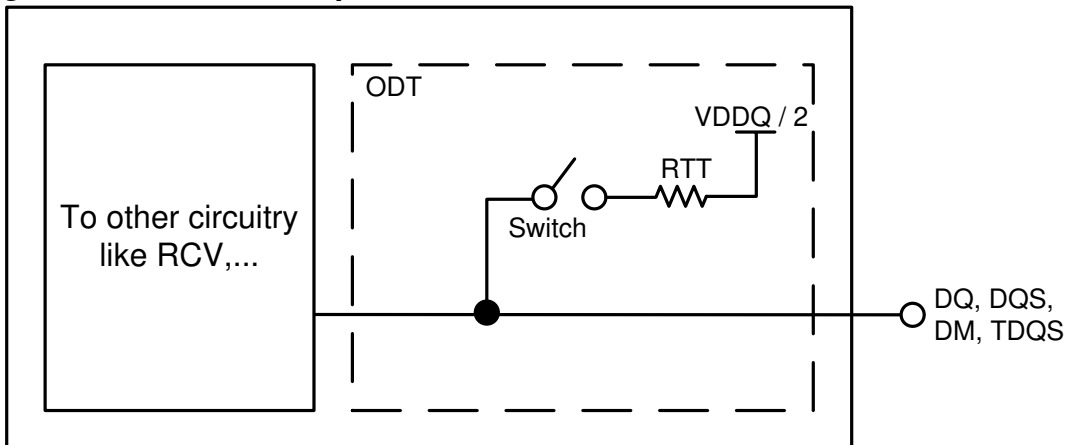 ODT
VDDQ / 2
RTT
Switch
To other circuitry
like RCV,...
DQ, DQS,
DM, TDQS